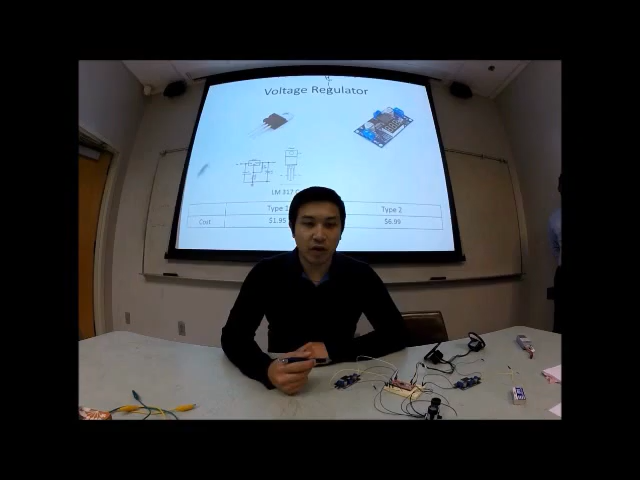 Voltage Regulator
LM 317
Type 1 Type 2
Cost $1.95 $6.99